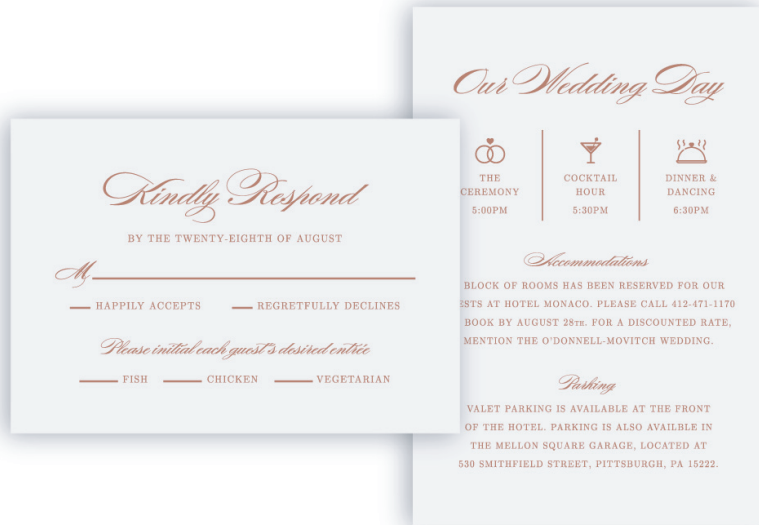 Kindly Respond
BY THE TWENTY-EIGHTH OF AUGUST
M
HAPPILY ACCEPTS REGRETFULLY DECLINES
Please initial each guest's desired entrée
FISH CHICKEN VEGETARIAN
Our Wedding Day
THE CEREMONY
5:00PM
COCKTAIL HOUR
5:30PM
DINNER & DANCING
6:30PM
Accommodations
BLOCK OF ROOMS HAS BEEN RESERVED FOR OUR
ESTS AT HOTEL MONACO. PLEASE CALL 412-471-1170
BOOK BY AUGUST 28TH. FOR A DISCOUNTED RATE,
MENTION THE O'DONNELL-MOVITCH WEDDING.
Parking
VALET PARKING IS AVAILABLE AT THE FRONT
OF THE HOTEL. PARKING IS ALSO AVAILBLE IN
THE MELLON SQUARE GARAGE, LOCATED AT
530 SMITHFIELD STREET, PITTSBURGH, PA 15222.